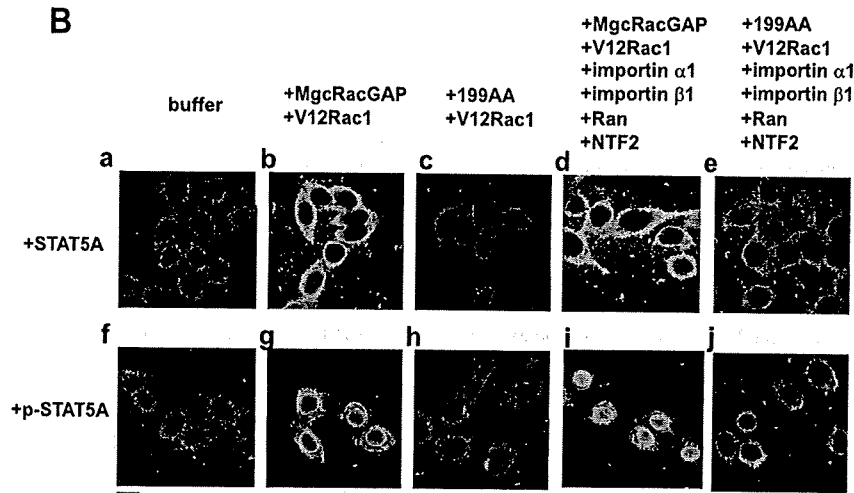 B
buffer
+MgcRacGAP
+V12Rac1
+199AA
+V12Rac1
+MgcRacGAP
+V12Rac1
+importin α1
+importin β1
+Ran
+NTF2
+199AA
+V12Rac1
+importin α1
+importin β1
+Ran
+NTF2
a b c d e
+STAT5A
f g h i j
+p-STAT5A